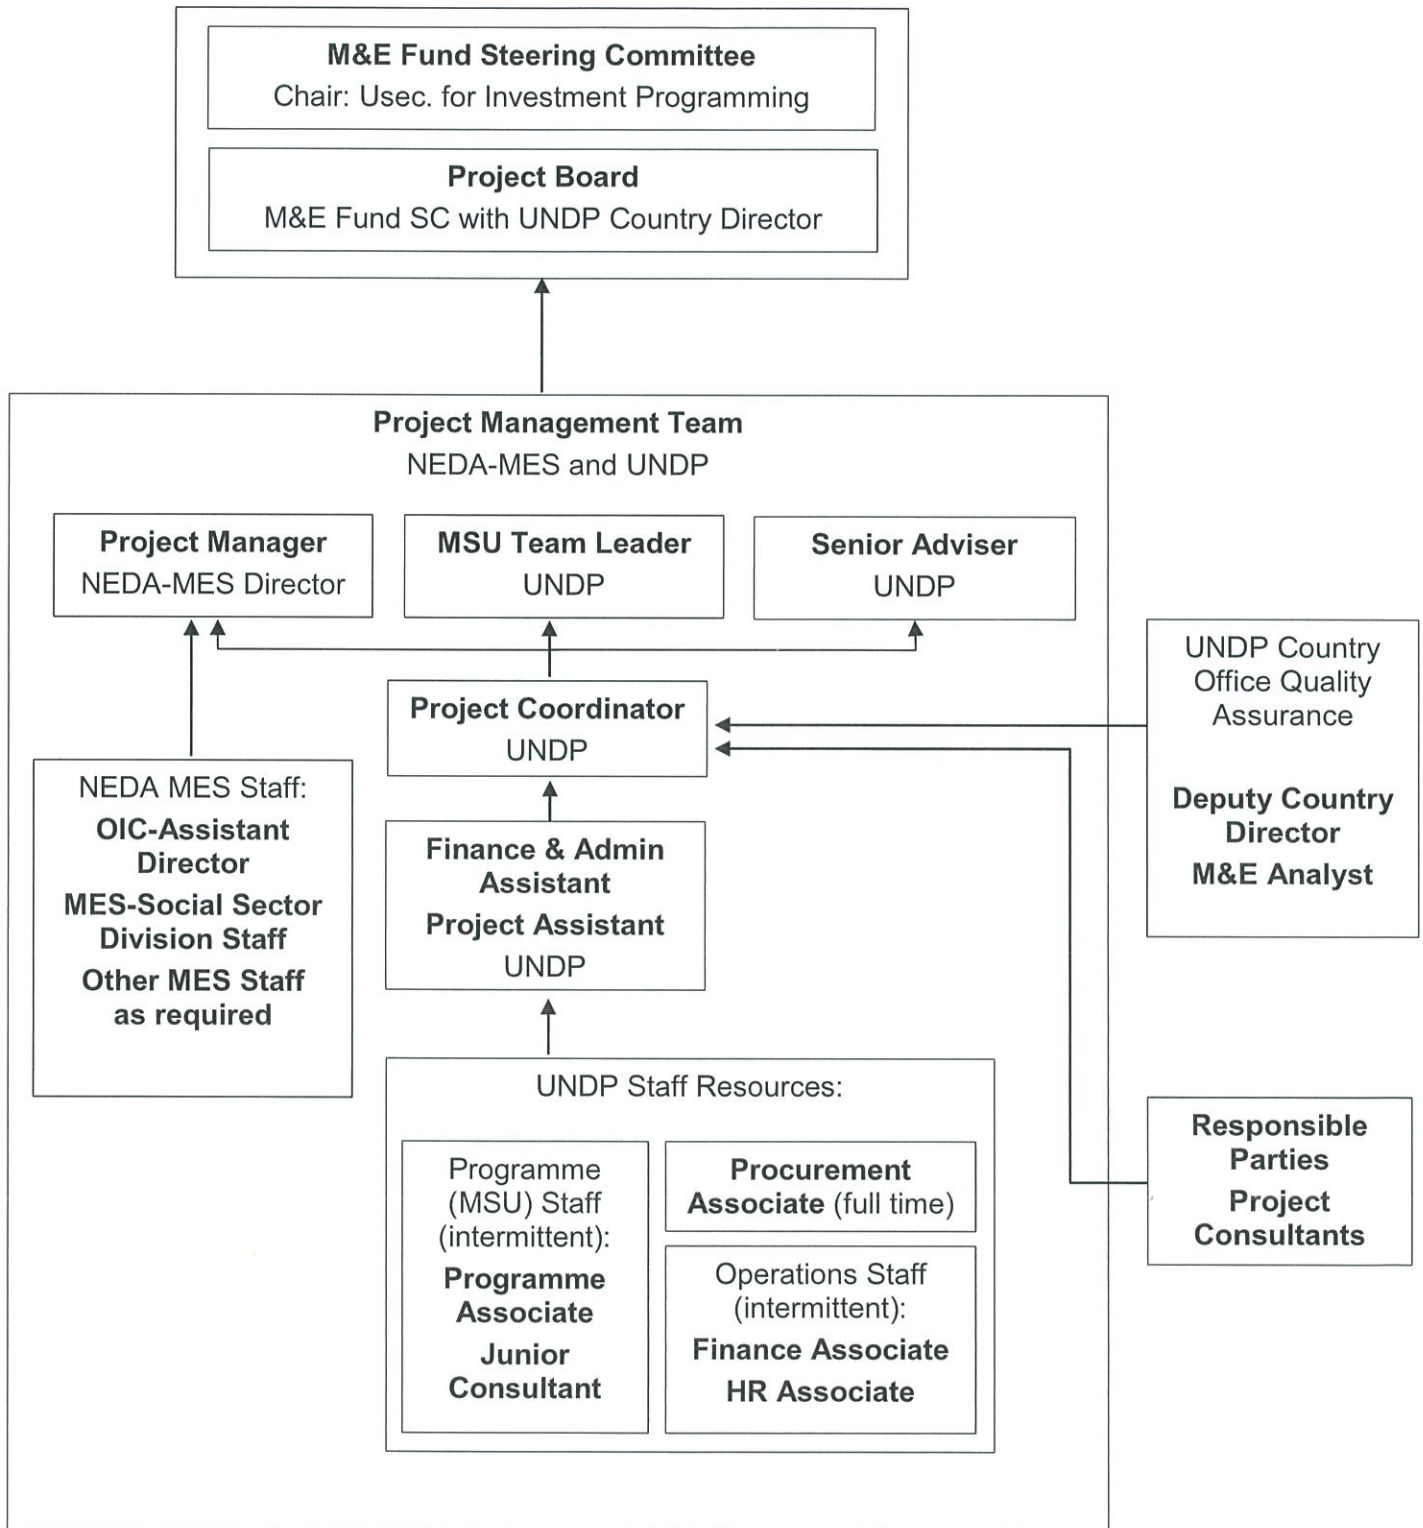 M&E Fund Steering Committee
Chair: Usec. for Investment Programming
Project Board
M&E Fund SC with UNDP Country Director
Project Management Team
NEDA-MES and UNDP
Project Manager
NEDA-MES Director
MSU Team Leader
UNDP
Senior Adviser
UNDP
Project Coordinator
UNDP
NEDA MES Staff:
OIC-Assistant
Director
MES-Social Sector
Division Staff
Other MES Staff
as required
Finance & Admin
Assistant
Project Assistant
UNDP
UNDP Staff Resources:
Programme
(MSU) Staff
(intermittent):
Programme
Associate
Junior
Consultant
Procurement
Associate (full time)
Operations Staff
(intermittent):
Finance Associate
HR Associate
UNDP Country
Office Quality
Assurance
Deputy Country
Director
M&E Analyst
Responsible
Parties
Project
Consultants